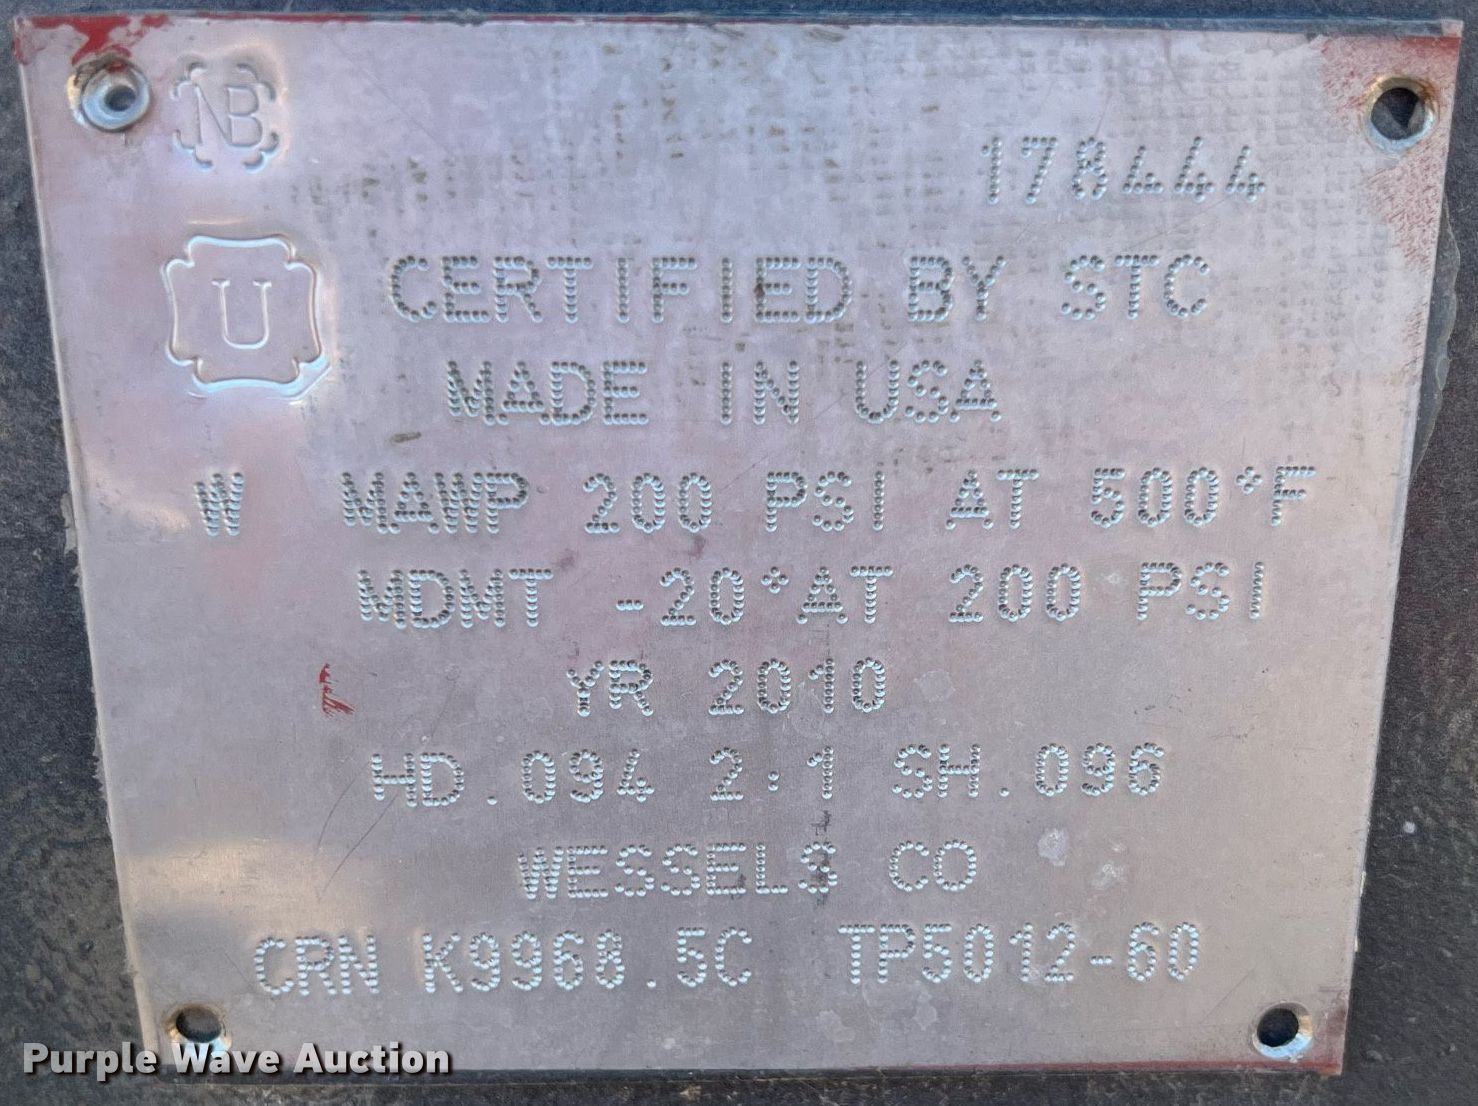 NB
178444
U
CERTIFIED BY STC
MADE IN USA
W MAWP 200 PSI AT 500°F
MDMT -20°AT 200 PSI
YR 2010
HD.094 2:1 SH.096
WESSELS CO
CRN K9968.5C TP5012-60
Purple Wave Auction